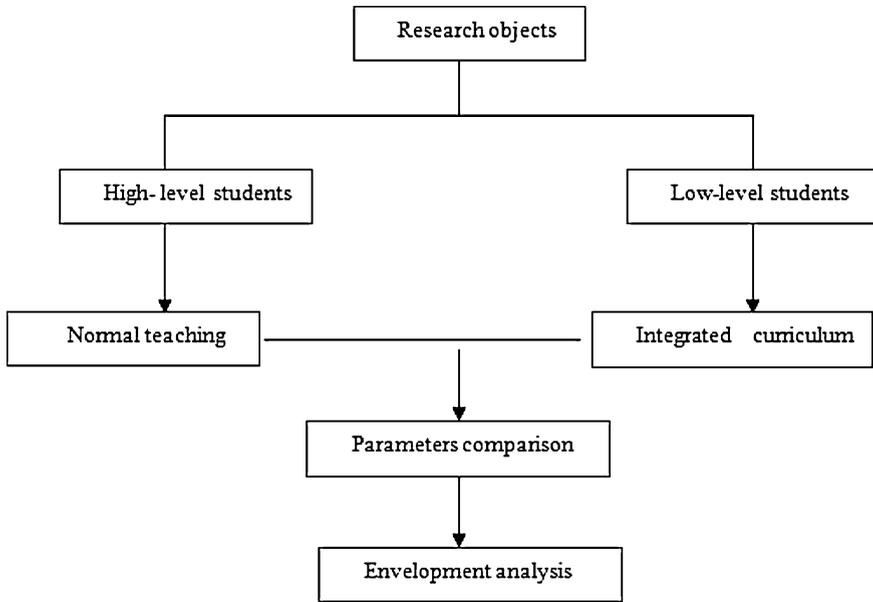 Research objects
High- level students
Low-level students
Normal teaching
Integrated curriculum
Parameters comparison
Envelopment analysis